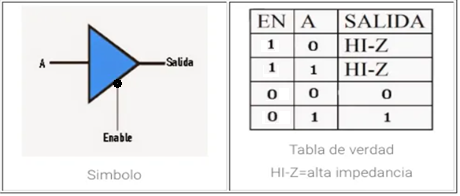 A
Salida
Enable
Simbolo
EN A SALIDA
1 0 HI-Z
1 1 HI-Z
0 0 0
0 1 1
Tabla de verdad
HI-Z=alta impedancia